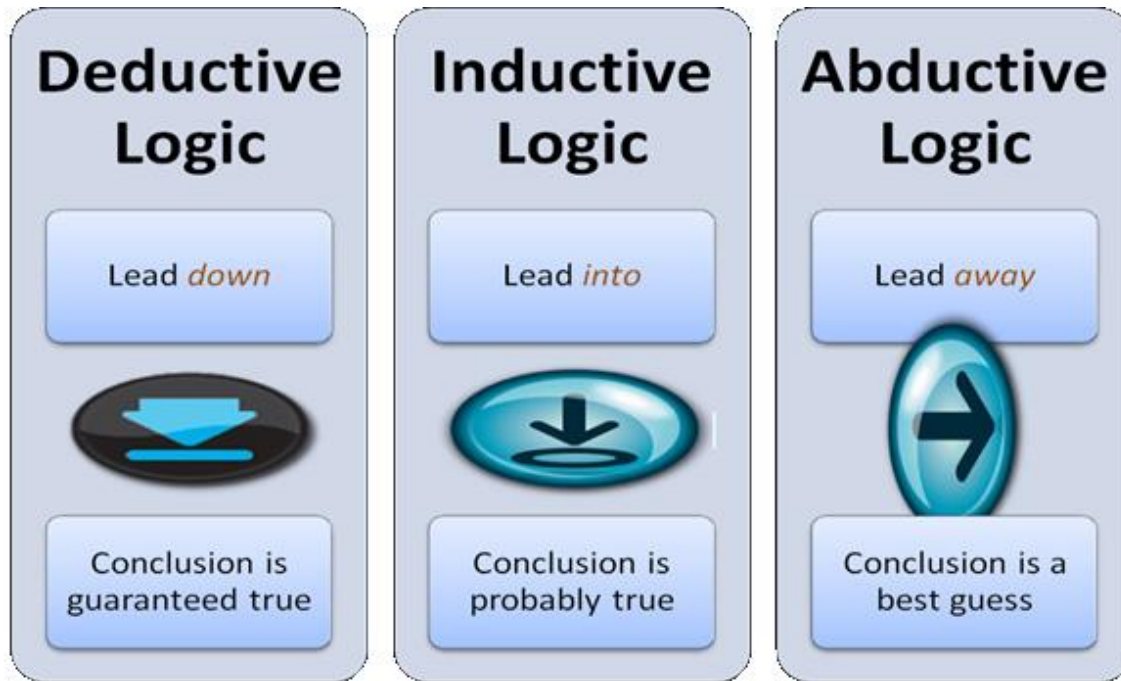 Deductive
Logic
Lead down
Conclusion is
guaranteed true
Inductive
Logic
Lead into
Conclusion is
probably true
Abductive
Logic
Lead away
Conclusion is a
best guess